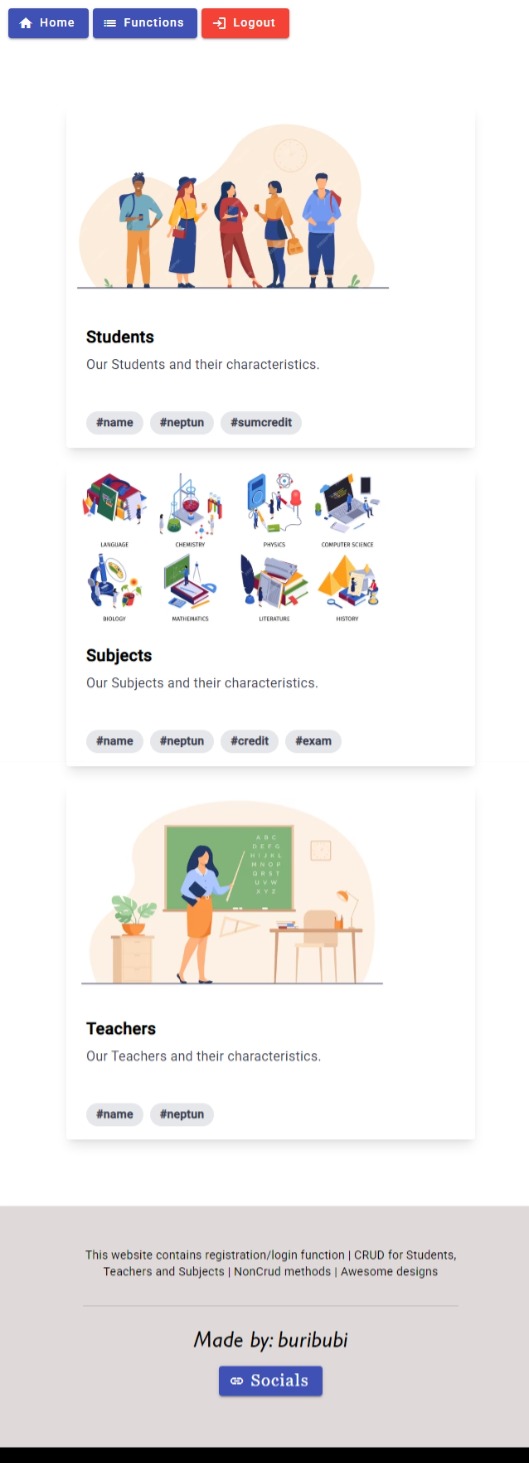 Home Functions Logout
Students
Our Students and their characteristics.
#name #neptun #sumcredit
LANGUAGE CHEMISTRY PHYSICS COMPUTER SCIENCE
BIOLOGY MATHEMATICS LITERATURE HISTORY
Subjects
Our Subjects and their characteristics.
#name #neptun #credit #exam
A B C
D E F G
H I J K L
M N O P
Q R S T
U V W
X Y Z
Teachers
Our Teachers and their characteristics.
#name #neptun
This website contains registration/login function | CRUD for Students,
Teachers and Subjects | NonCrud methods | Awesome designs
Made by: buribubi
Socials